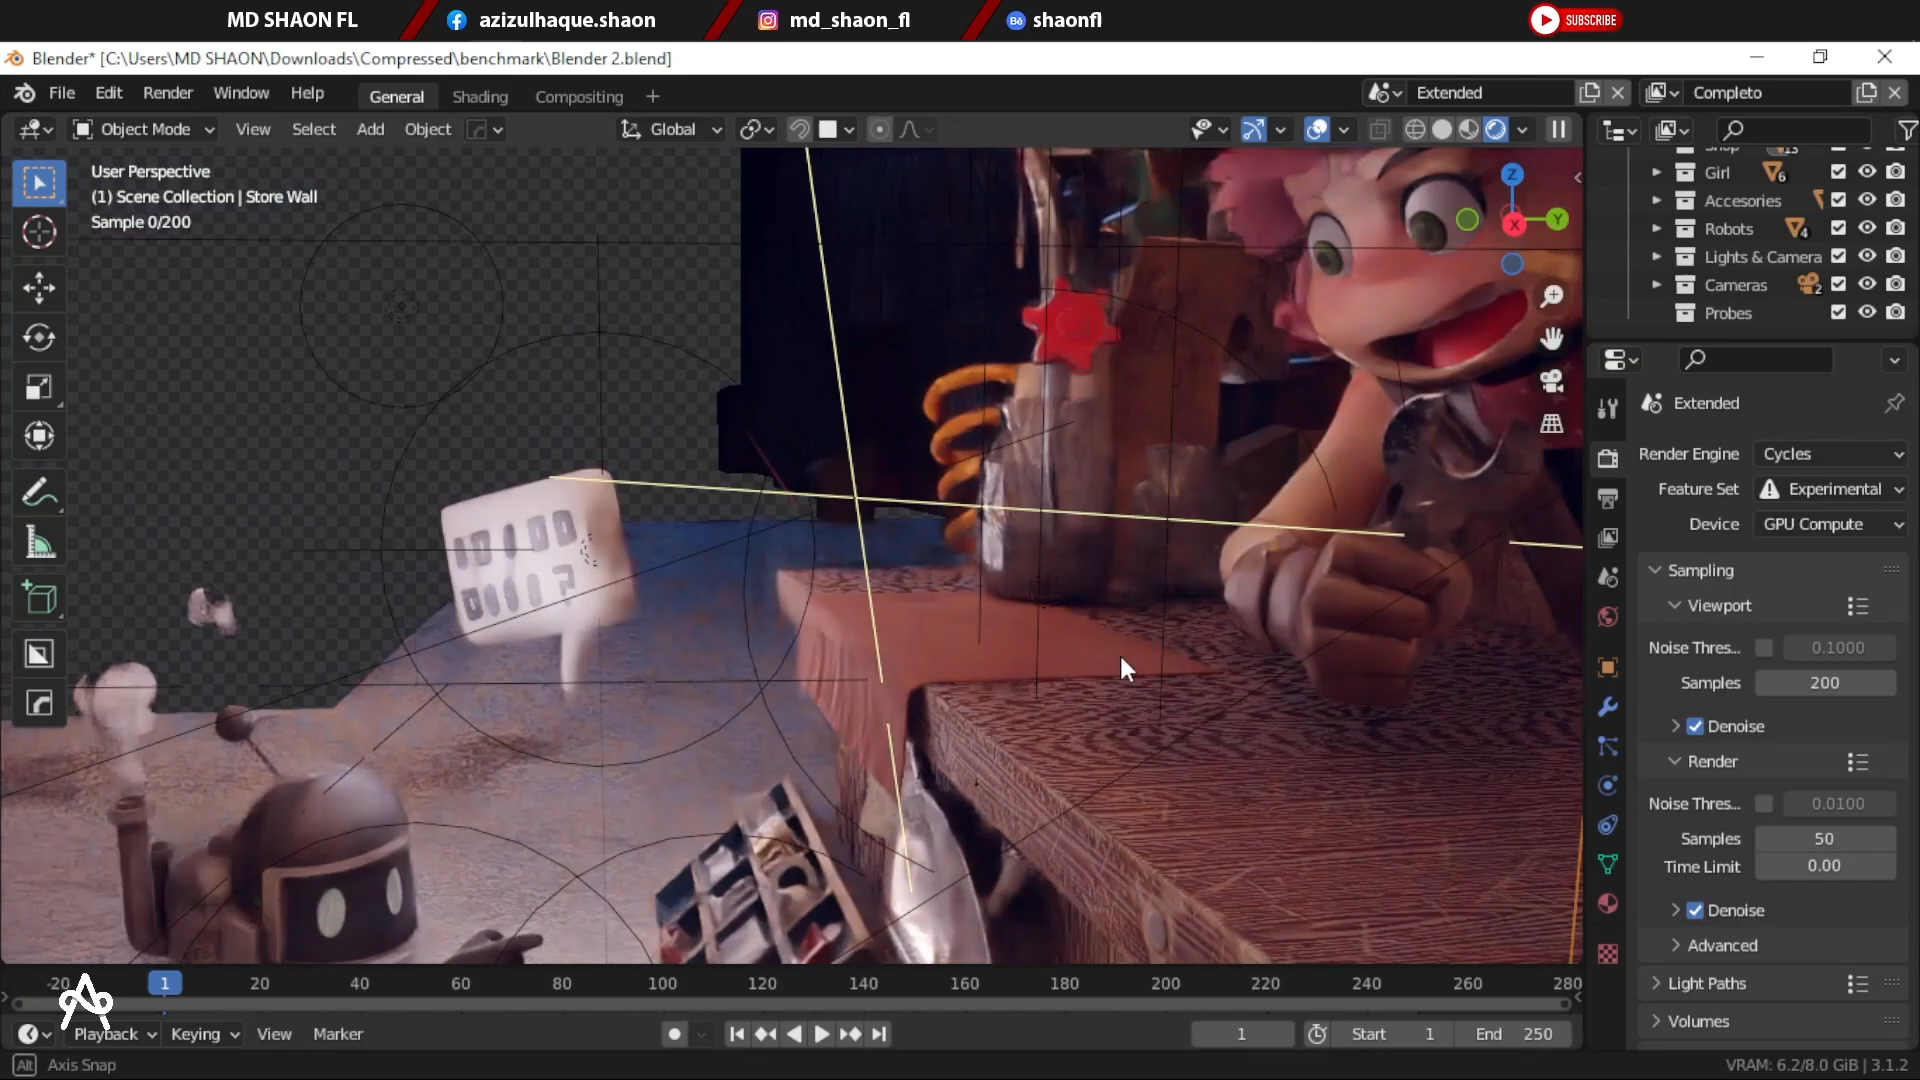 MD SHAON FL azizulhaque.shaon md_shaon_fl Bē shaonfl SUBSCRIBE
Blender* [C:\Users\MD SHAON\Downloads\Compressed\benchmark\Blender 2.blend]
File Edit Render Window Help General Shading Compositing + Extended Completo
Object Mode View Select Add Object Global
User Perspective
(1) Scene Collection | Store Wall
Sample 0/200
Z
Y
X
13
Girl 6
Accesories
Robots 4
Lights & Camera
Cameras 2
Probes
Extended
Render Engine Cycles
Feature Set Experimental
Device GPU Compute
Sampling
Viewport
Noise Thres... 0.1000
Samples 200
Denoise
Render
Noise Thres... 0.0100
Samples 50
Time Limit 0.00
Denoise
Advanced
Light Paths
Volumes
-20 1 20 40 60 80 100 120 140 160 180 200 220 240 260 280
Playback Keying View Marker 1 Start 1 End 250
Alt Axis Snap VRAM: 6.2/8.0 GiB | 3.1.2